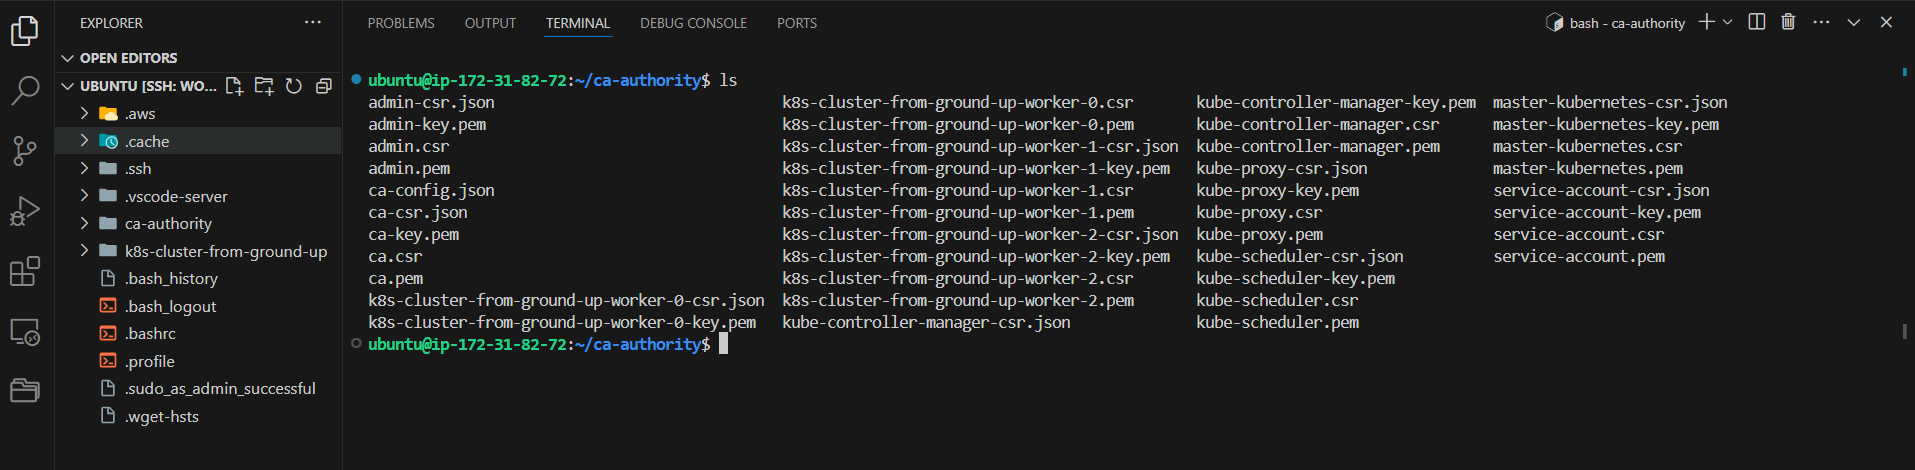 EXPLORER ···
OPEN EDITORS
UBUNTU [SSH: WO...
.aws
.cache
.ssh
.vscode-server
ca-authority
k8s-cluster-from-ground-up
.bash_history
.bash_logout
.bashrc
.profile
.sudo_as_admin_successful
.wget-hsts
PROBLEMS OUTPUT TERMINAL DEBUG CONSOLE PORTS bash - ca-authority
ubuntu@ip-172-31-82-72:~/ca-authority$ ls
admin-csr.json k8s-cluster-from-ground-up-worker-0.csr kube-controller-manager-key.pem master-kubernetes-csr.json
admin-key.pem k8s-cluster-from-ground-up-worker-0.pem kube-controller-manager.csr master-kubernetes-key.pem
admin.csr k8s-cluster-from-ground-up-worker-1-csr.json kube-controller-manager.pem master-kubernetes.csr
admin.pem k8s-cluster-from-ground-up-worker-1-key.pem kube-proxy-csr.json master-kubernetes.pem
ca-config.json k8s-cluster-from-ground-up-worker-1.csr kube-proxy-key.pem service-account-csr.json
ca-csr.json k8s-cluster-from-ground-up-worker-1.pem kube-proxy.csr service-account-key.pem
ca-key.pem k8s-cluster-from-ground-up-worker-2-csr.json kube-proxy.pem service-account.csr
ca.csr k8s-cluster-from-ground-up-worker-2-key.pem kube-scheduler-csr.json service-account.pem
ca.pem k8s-cluster-from-ground-up-worker-2.csr kube-scheduler-key.pem
k8s-cluster-from-ground-up-worker-0-csr.json k8s-cluster-from-ground-up-worker-2.pem kube-scheduler.csr
k8s-cluster-from-ground-up-worker-0-key.pem kube-controller-manager-csr.json kube-scheduler.pem
ubuntu@ip-172-31-82-72:~/ca-authority$